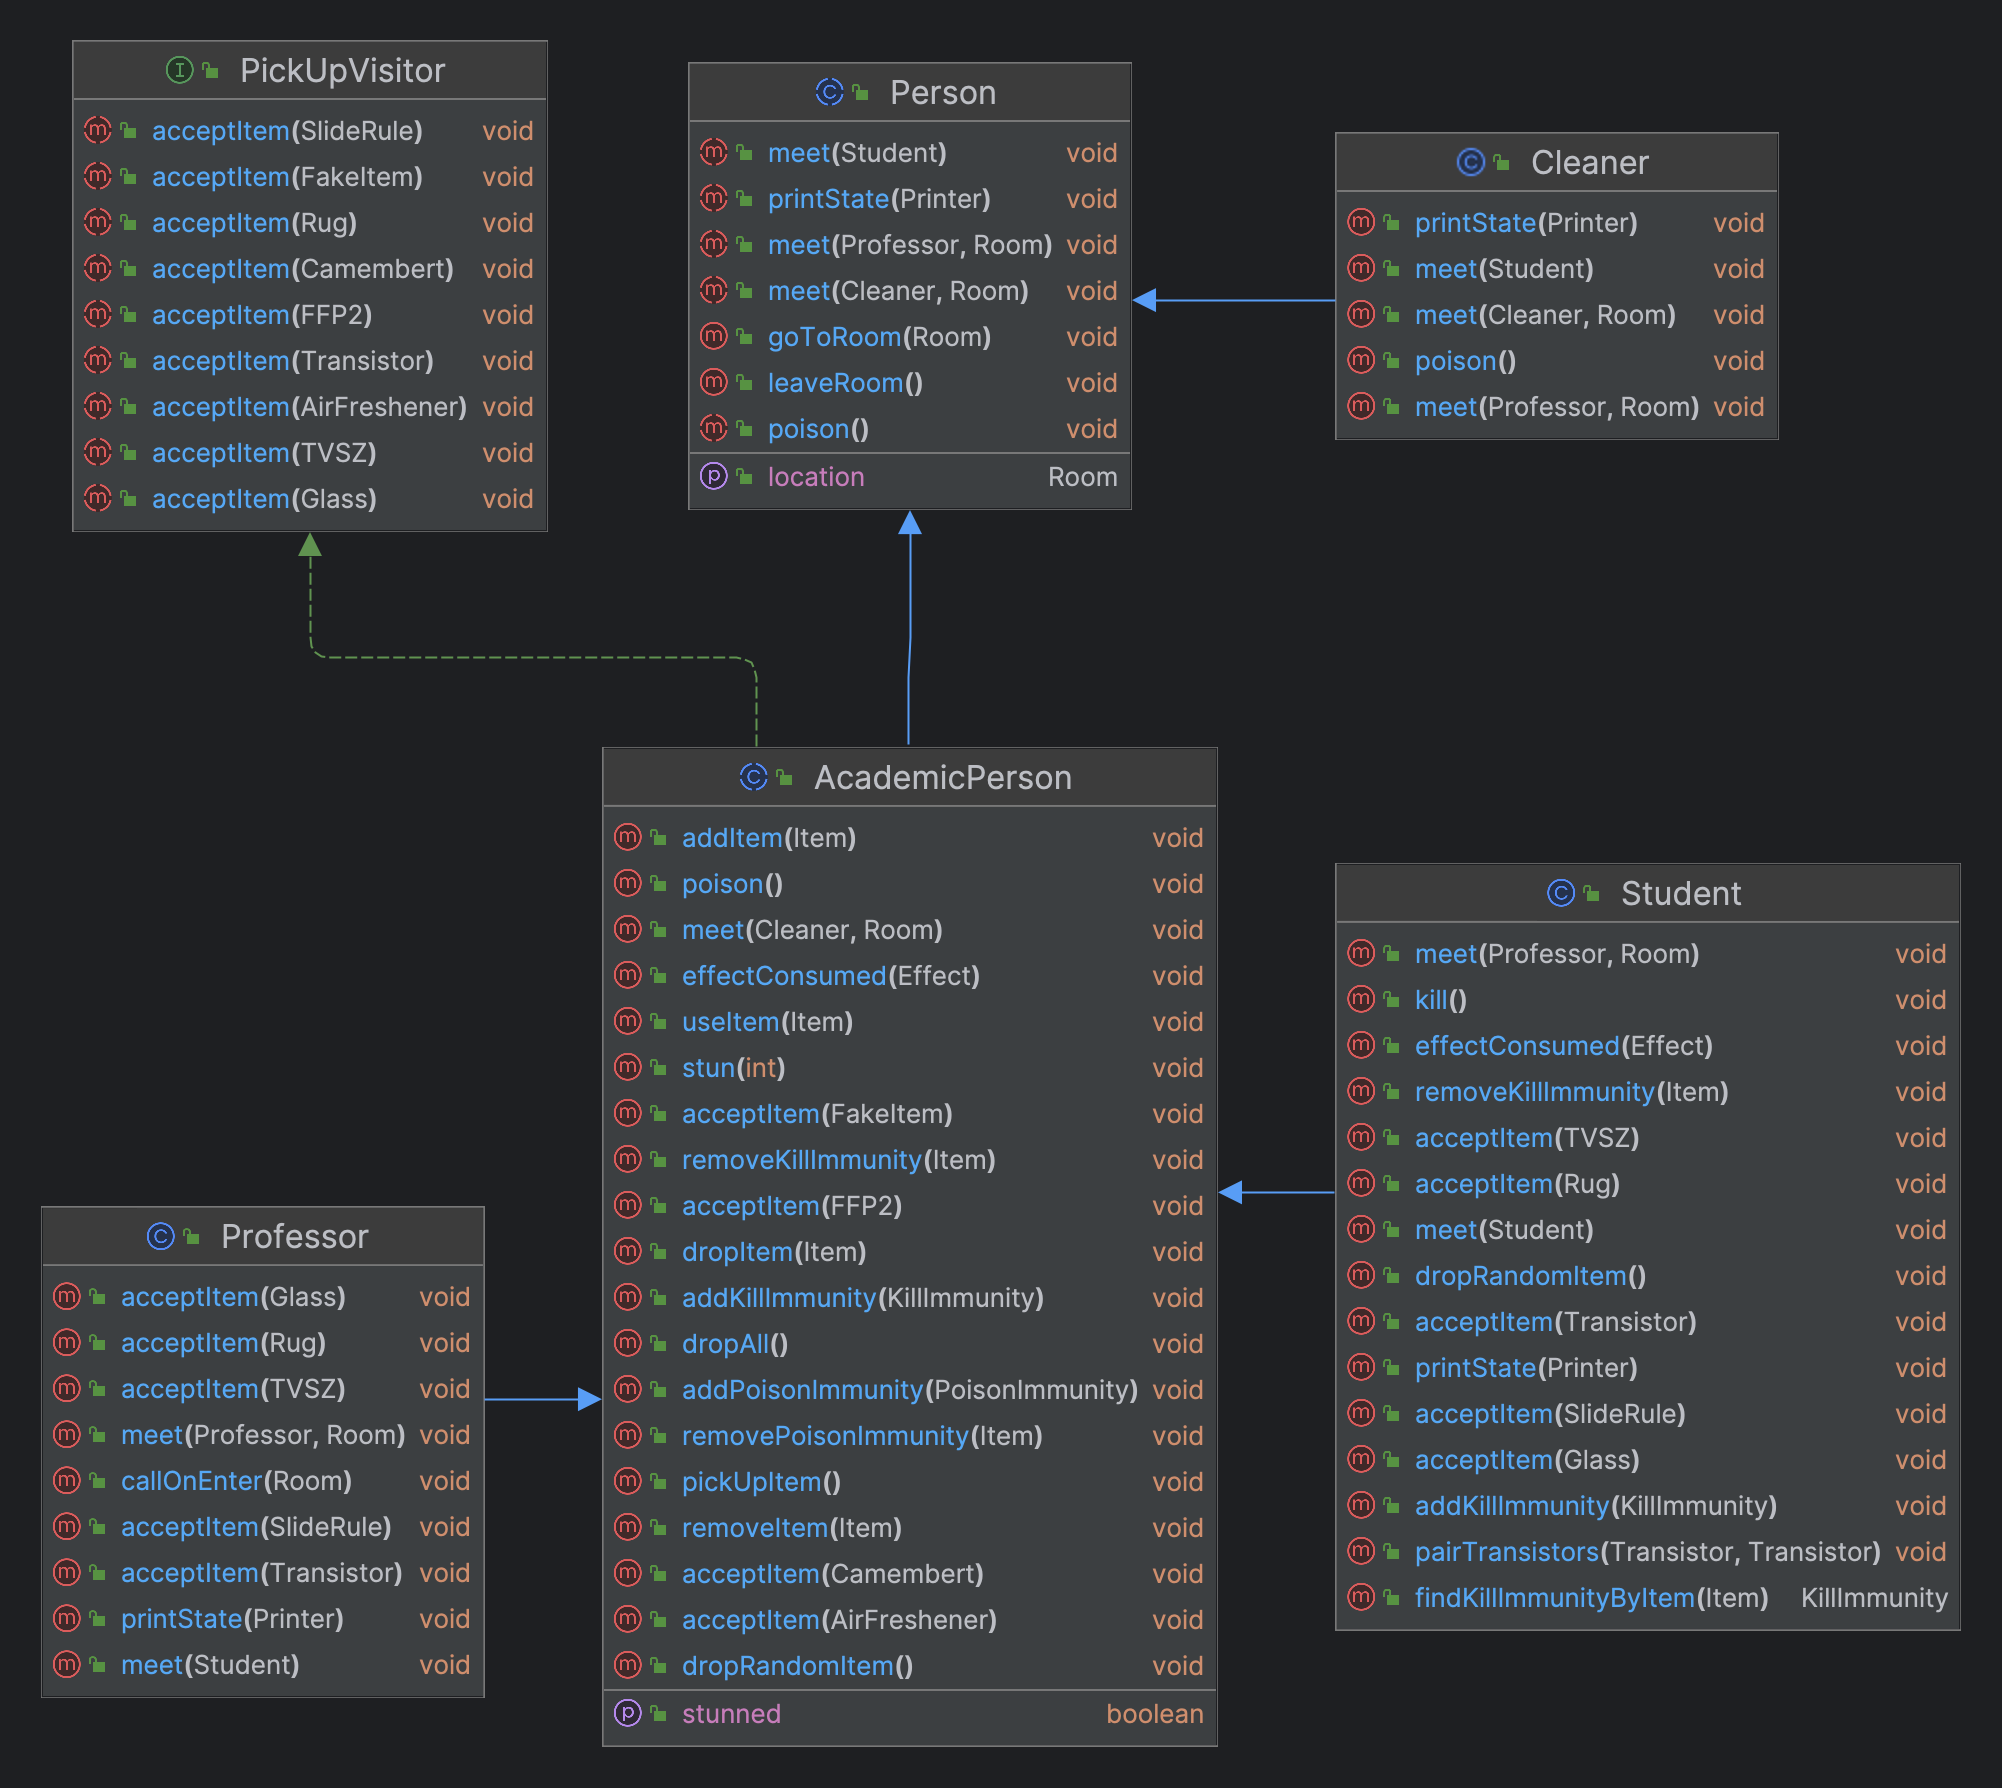 PickUpVisitor
acceptItem(SlideRule) void
acceptItem(FakeItem) void
acceptItem(Rug) void
acceptItem(Camembert) void
acceptItem(FFP2) void
acceptItem(Transistor) void
acceptItem(AirFreshener) void
acceptItem(TVSZ) void
acceptItem(Glass) void
Person
meet(Student) void
printState(Printer) void
meet(Professor, Room) void
meet(Cleaner, Room) void
goToRoom(Room) void
leaveRoom() void
poison() void
location Room
Cleaner
printState(Printer) void
meet(Student) void
meet(Cleaner, Room) void
poison() void
meet(Professor, Room) void
AcademicPerson
addItem(Item) void
poison() void
meet(Cleaner, Room) void
effectConsumed(Effect) void
useItem(Item) void
stun(int) void
acceptItem(FakeItem) void
removeKillImmunity(Item) void
acceptItem(FFP2) void
dropItem(Item) void
addKillImmunity(KillImmunity) void
dropAll() void
addPoisonImmunity(PoisonImmunity) void
removePoisonImmunity(Item) void
pickUpItem() void
removeItem(Item) void
acceptItem(Camembert) void
acceptItem(AirFreshener) void
dropRandomItem() void
stunned boolean
Student
meet(Professor, Room) void
kill() void
effectConsumed(Effect) void
removeKillImmunity(Item) void
acceptItem(TVSZ) void
acceptItem(Rug) void
meet(Student) void
dropRandomItem() void
acceptItem(Transistor) void
printState(Printer) void
acceptItem(SlideRule) void
acceptItem(Glass) void
addKillImmunity(KillImmunity) void
pairTransistors(Transistor, Transistor) void
findKillImmunityByItem(Item) KillImmunity
Professor
acceptItem(Glass) void
acceptItem(Rug) void
acceptItem(TVSZ) void
meet(Professor, Room) void
callOnEnter(Room) void
acceptItem(SlideRule) void
acceptItem(Transistor) void
printState(Printer) void
meet(Student) void